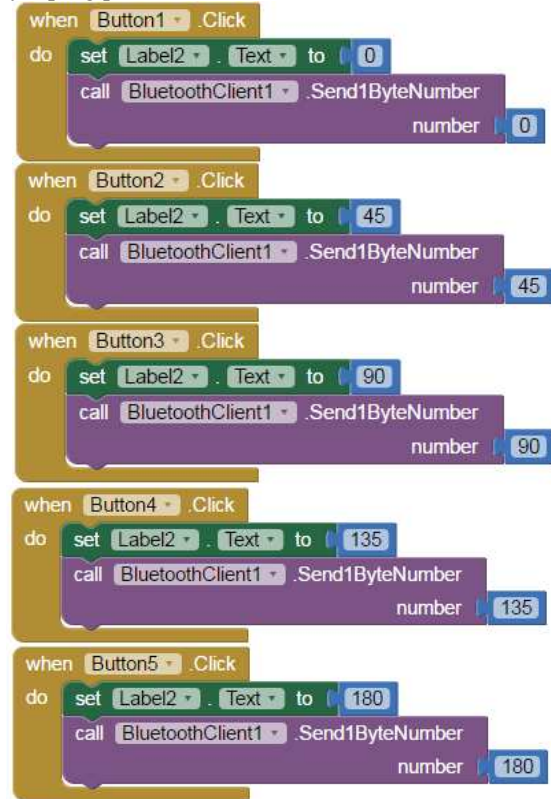 when Button1 .Click
do set Label2 . Text to 0
call BluetoothClient1 .Send1ByteNumber
number 0
when Button2 .Click
do set Label2 . Text to 45
call BluetoothClient1 .Send1ByteNumber
number 45
when Button3 .Click
do set Label2 . Text to 90
call BluetoothClient1 .Send1ByteNumber
number 90
when Button4 .Click
do set Label2 . Text to 135
call BluetoothClient1 .Send1ByteNumber
number 135
when Button5 .Click
do set Label2 . Text to 180
call BluetoothClient1 .Send1ByteNumber
number 180